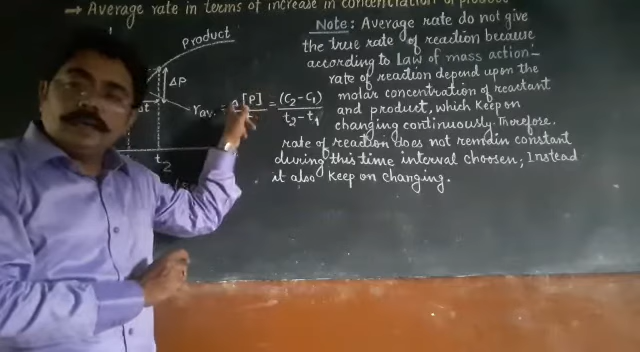 → Average rate in terms of increase in concentration of product
Product
ΔP
t2
rav. = [P] = (C2 - C1)
t2 - t1
Note: Average rate do not give
the true rate of reaction because
according to Law of mass action -
rate of reaction depend upon the
molar concentration of reactant
and product, which keep on
changing continuously. Therefore,
rate of reaction does not remain constant
during this time interval choosen; Instead
it also keep on changing.